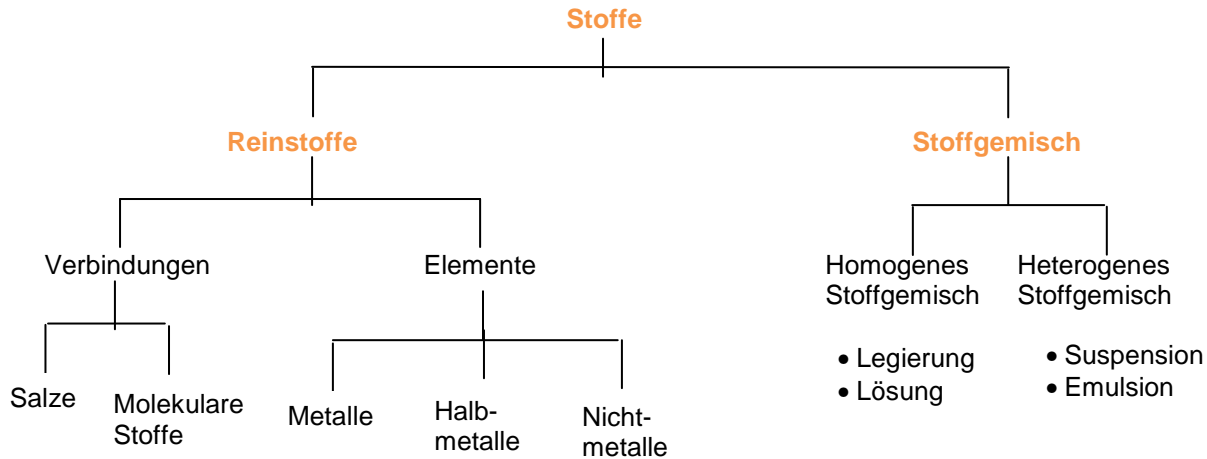 Stoffe
Reinstoffe
Stoffgemisch
Verbindungen
Elemente
Homogenes
Stoffgemisch
Heterogenes
Stoffgemisch
Salze
Molekulare
Stoffe
Metalle
Halb-
metalle
Nicht-
metalle
• Legierung
• Lösung
• Suspension
• Emulsion